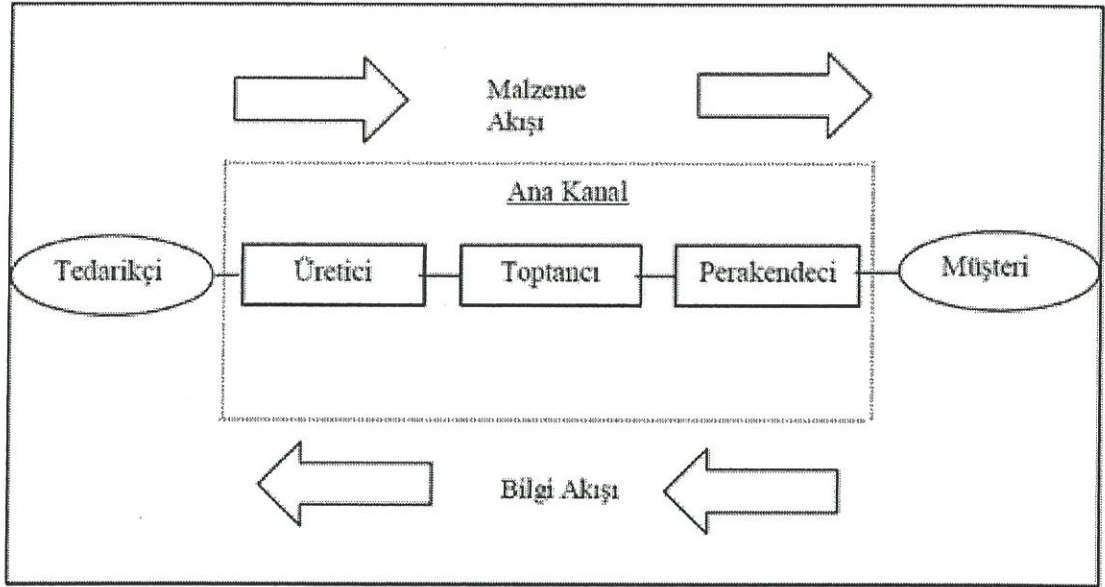 Malzeme
Akışı
Ana Kanal
Tedarikçi
Üretici
Toptancı
Perakendeci
Müşteri
Bilgi Akışı